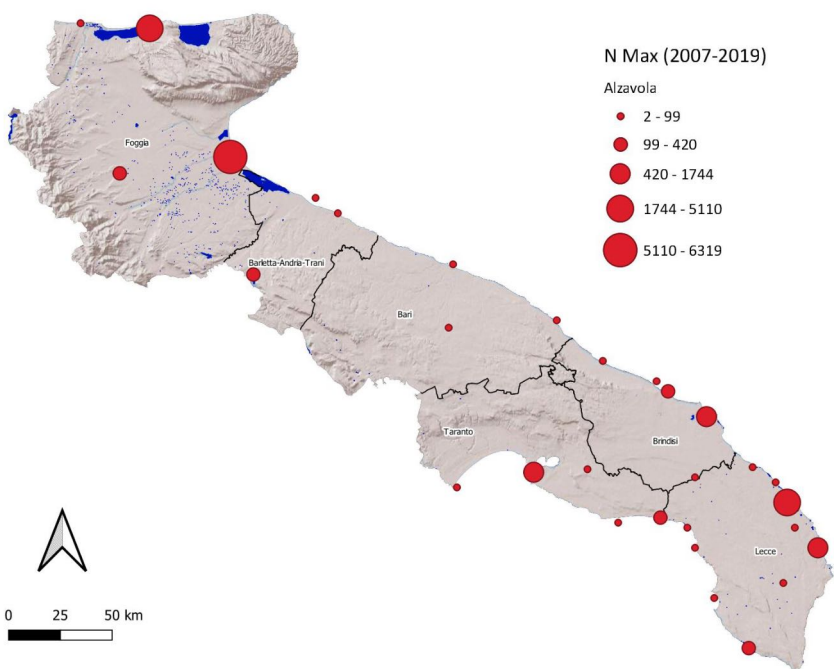 N Max (2007-2019)
Alzavola
2 - 99
99 - 420
420 - 1744
1744 - 5110
5110 - 6319
Foggia
Barletta-Andria-Trani
Bari
Taranto
Brindisi
Lecce
0 25 50 km